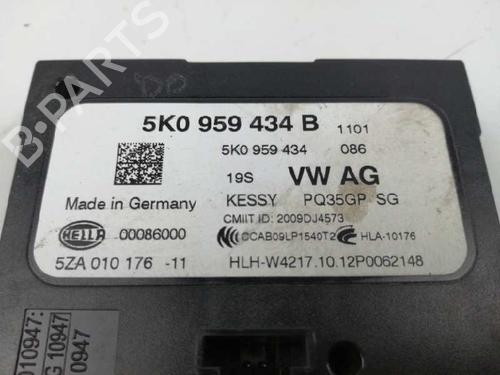 5K0 959 434 B 1101
5K0 959 434 086
19S VW AG
Made in Germany KESSY PQ35GP SG
CMIIT ID: 2009DJ4573
HELLA 00086000 CCAB09LP1540T2 HLA-10176
5ZA 010 176 -11 HLH-W4217.10.12P0062148
010947:
G 10947
0947